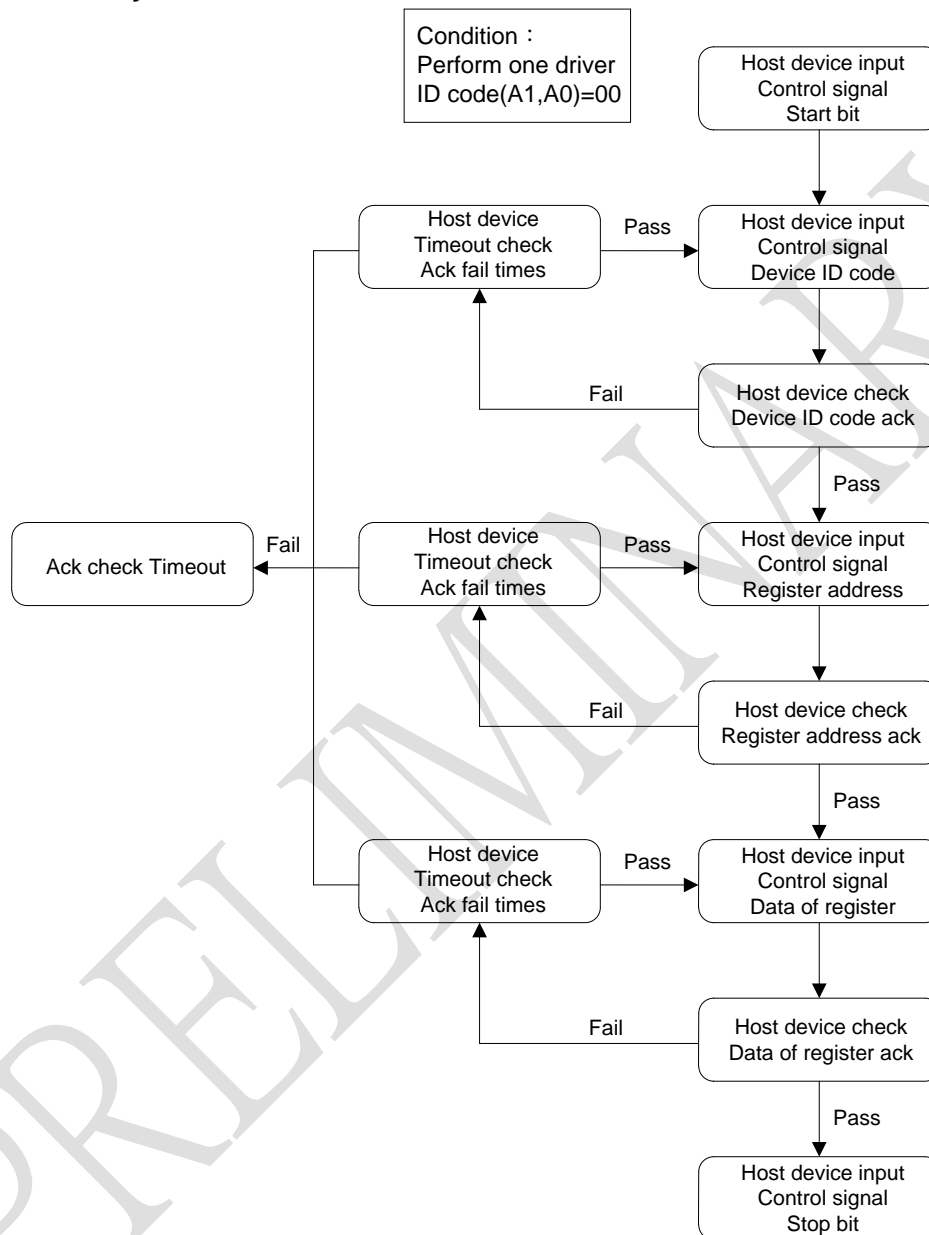 Condition：
Perform one driver
ID code(A1,A0)=00
Host device input
Control signal
Start bit
Host device
Timeout check
Ack fail times
Pass
Host device input
Control signal
Device ID code
Fail
Host device check
Device ID code ack
Pass
Ack check Timeout
Fail
Host device
Timeout check
Ack fail times
Pass
Host device input
Control signal
Register address
Fail
Host device check
Register address ack
Pass
Host device
Timeout check
Ack fail times
Pass
Host device input
Control signal
Data of register
Fail
Host device check
Data of register ack
Pass
Host device input
Control signal
Stop bit
PRELIMINARY